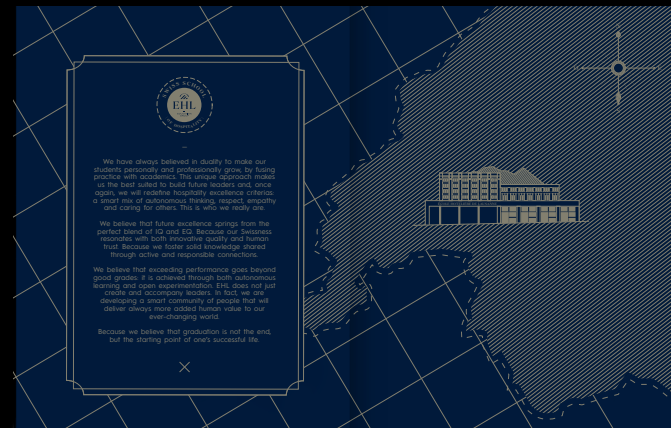 SWISS SCHOOL
EHL
OF HOSPITALITY
We have always believed in duality to make our
students personally and professionally grow, by fusing
practice with academics. This unique approach makes
us the best suited to build future leaders and, once
again, we will redefine hospitality excellence criterias:
a smart mix of autonomous thinking, respect, empathy
and caring for others. This is who we really are.
We believe that future excellence springs from the
perfect blend of IQ and EQ. Because our Swissness
resonates with both innovative quality and human
trust. Because we foster solid knowledge shared
through active and responsible connections.
We believe that exceeding performance goes beyond
good grades. It is achieved through both autonomous
learning and open experimentation. EHL does not just
create and accompany leaders. In fact, we are
developing a smart community of people that will
deliver always more added human value to our
ever-changing world.
Because we believe that graduation is not the end,
but the starting point of one's successful life.